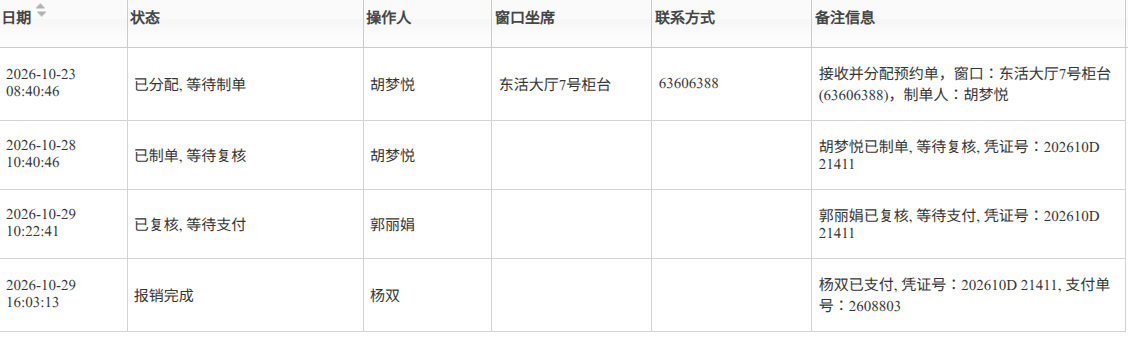 日期
状态
操作人
窗口坐席
联系方式
备注信息
2026-10-23
08:40:46
已分配, 等待制单
胡梦悦
东活大厅7号柜台
63606388
接收并分配预约单，窗口：东活大厅7号柜台
(63606388)，制单人：胡梦悦
2026-10-28
10:40:46
已制单, 等待复核
胡梦悦
胡梦悦已制单, 等待复核, 凭证号：202610D
21411
2026-10-29
10:22:41
已复核, 等待支付
郭丽娟
郭丽娟已复核, 等待支付, 凭证号：202610D
21411
2026-10-29
16:03:13
报销完成
杨双
杨双已支付, 凭证号：202610D 21411, 支付单
号：2608803